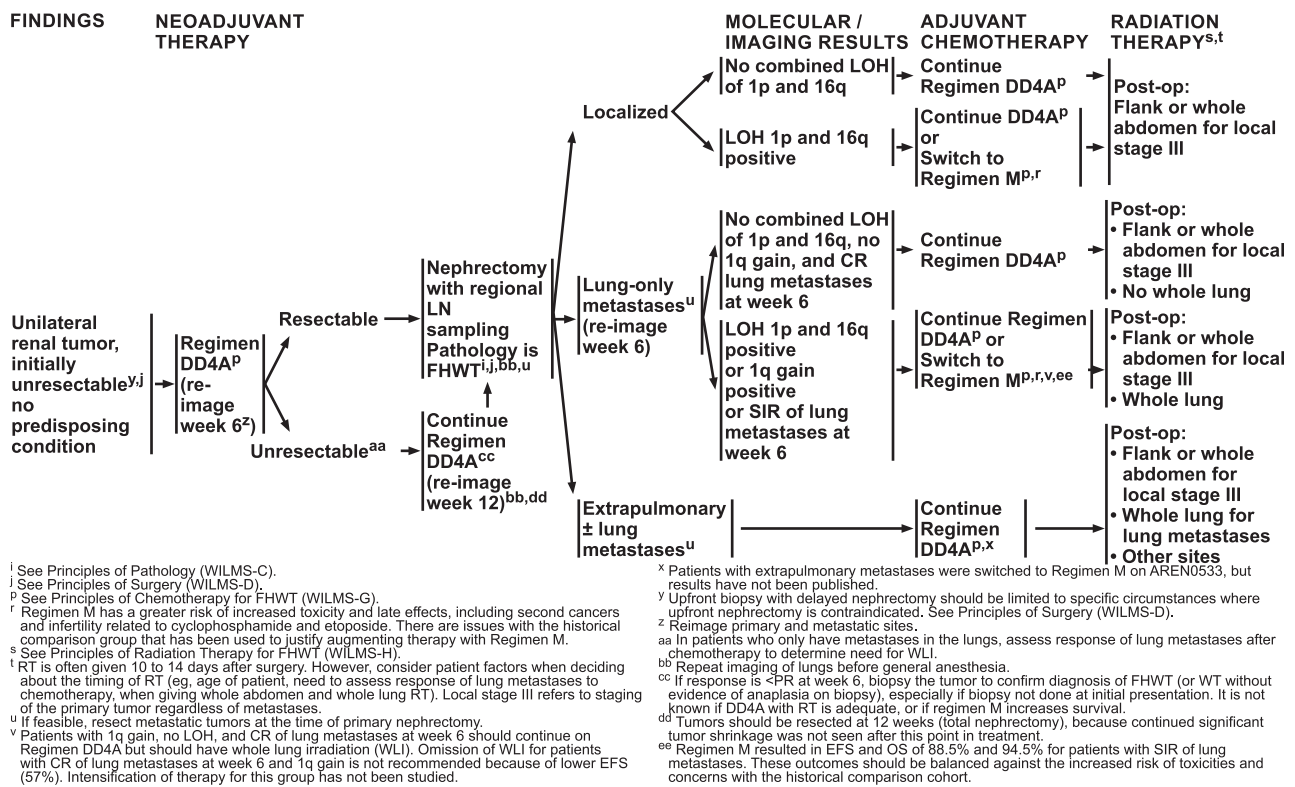 FINDINGS
NEOADJUVANT
THERAPY
MOLECULAR /
IMAGING RESULTS
ADJUVANT
CHEMOTHERAPY
RADIATION
THERAPYs,t
Unilateral
renal tumor,
initially
unresectabley,j
no
predisposing
condition
Regimen
DD4Ap
(re-
image
week 6z)
Resectable
Unresectableaa
Nephrectomy
with regional
LN
sampling
Pathology is
FHWTi,j,bb,u
Continue
Regimen
DD4Acc
(re-image
week 12)bb,dd
Localized
No combined LOH
of 1p and 16q
Continue
Regimen DD4Ap
LOH 1p and 16q
positive
Continue DD4Ap
or
Switch to
Regimen Mp,r
Post-op:
Flank or whole
abdomen for local
stage III
Lung-only
metastasesu
(re-image
week 6)
No combined LOH
of 1p and 16q, no
1q gain, and CR
lung metastases
at week 6
Continue
Regimen DD4Ap
Post-op:
• Flank or whole
abdomen for local
stage III
• No whole lung
LOH 1p and 16q
positive
or 1q gain
positive
or SIR of lung
metastases at
week 6
Continue Regimen
DD4Ap or
Switch to
Regimen Mp,r,v,ee
Post-op:
• Flank or whole
abdomen for local
stage III
• Whole lung
Extrapulmonary
± lung
metastasesu
Continue
Regimen
DD4Ap,x
Post-op:
• Flank or whole
abdomen for
local stage III
• Whole lung for
lung metastases
• Other sites
i See Principles of Pathology (WILMS-C).
j See Principles of Surgery (WILMS-D).
p See Principles of Chemotherapy for FHWT (WILMS-G).
r Regimen M has a greater risk of increased toxicity and late effects, including second cancers
and infertility related to cyclophosphamide and etoposide. There are issues with the historical
comparison group that has been used to justify augmenting therapy with Regimen M.
s See Principles of Radiation Therapy for FHWT (WILMS-H).
t RT is often given 10 to 14 days after surgery. However, consider patient factors when deciding
about the timing of RT (eg, age of patient, need to assess response of lung metastases to
chemotherapy, when giving whole abdomen and whole lung RT). Local stage III refers to staging
of the primary tumor regardless of metastases.
u If feasible, resect metastatic tumors at the time of primary nephrectomy.
v Patients with 1q gain, no LOH, and CR of lung metastases at week 6 should continue on
Regimen DD4A but should have whole lung irradiation (WLI). Omission of WLI for patients
with CR of lung metastases at week 6 and 1q gain is not recommended because of lower EFS
(57%). Intensification of therapy for this group has not been studied.
x Patients with extrapulmonary metastases were switched to Regimen M on AREN0533, but
results have not been published.
y Upfront biopsy with delayed nephrectomy should be limited to specific circumstances where
upfront nephrectomy is contraindicated. See Principles of Surgery (WILMS-D).
z Reimage primary and metastatic sites.
aa In patients who only have metastases in the lungs, assess response of lung metastases after
chemotherapy to determine need for WLI.
bb Repeat imaging of lungs before general anesthesia.
cc If response is <PR at week 6, biopsy the tumor to confirm diagnosis of FHWT (or WT without
evidence of anaplasia on biopsy), especially if biopsy not done at initial presentation. It is not
known if DD4A with RT is adequate, or if regimen M increases survival.
dd Tumors should be resected at 12 weeks (total nephrectomy), because continued significant
tumor shrinkage was not seen after this point in treatment.
ee Regimen M resulted in EFS and OS of 88.5% and 94.5% for patients with SIR of lung
metastases. These outcomes should be balanced against the increased risk of toxicities and
concerns with the historical comparison cohort.